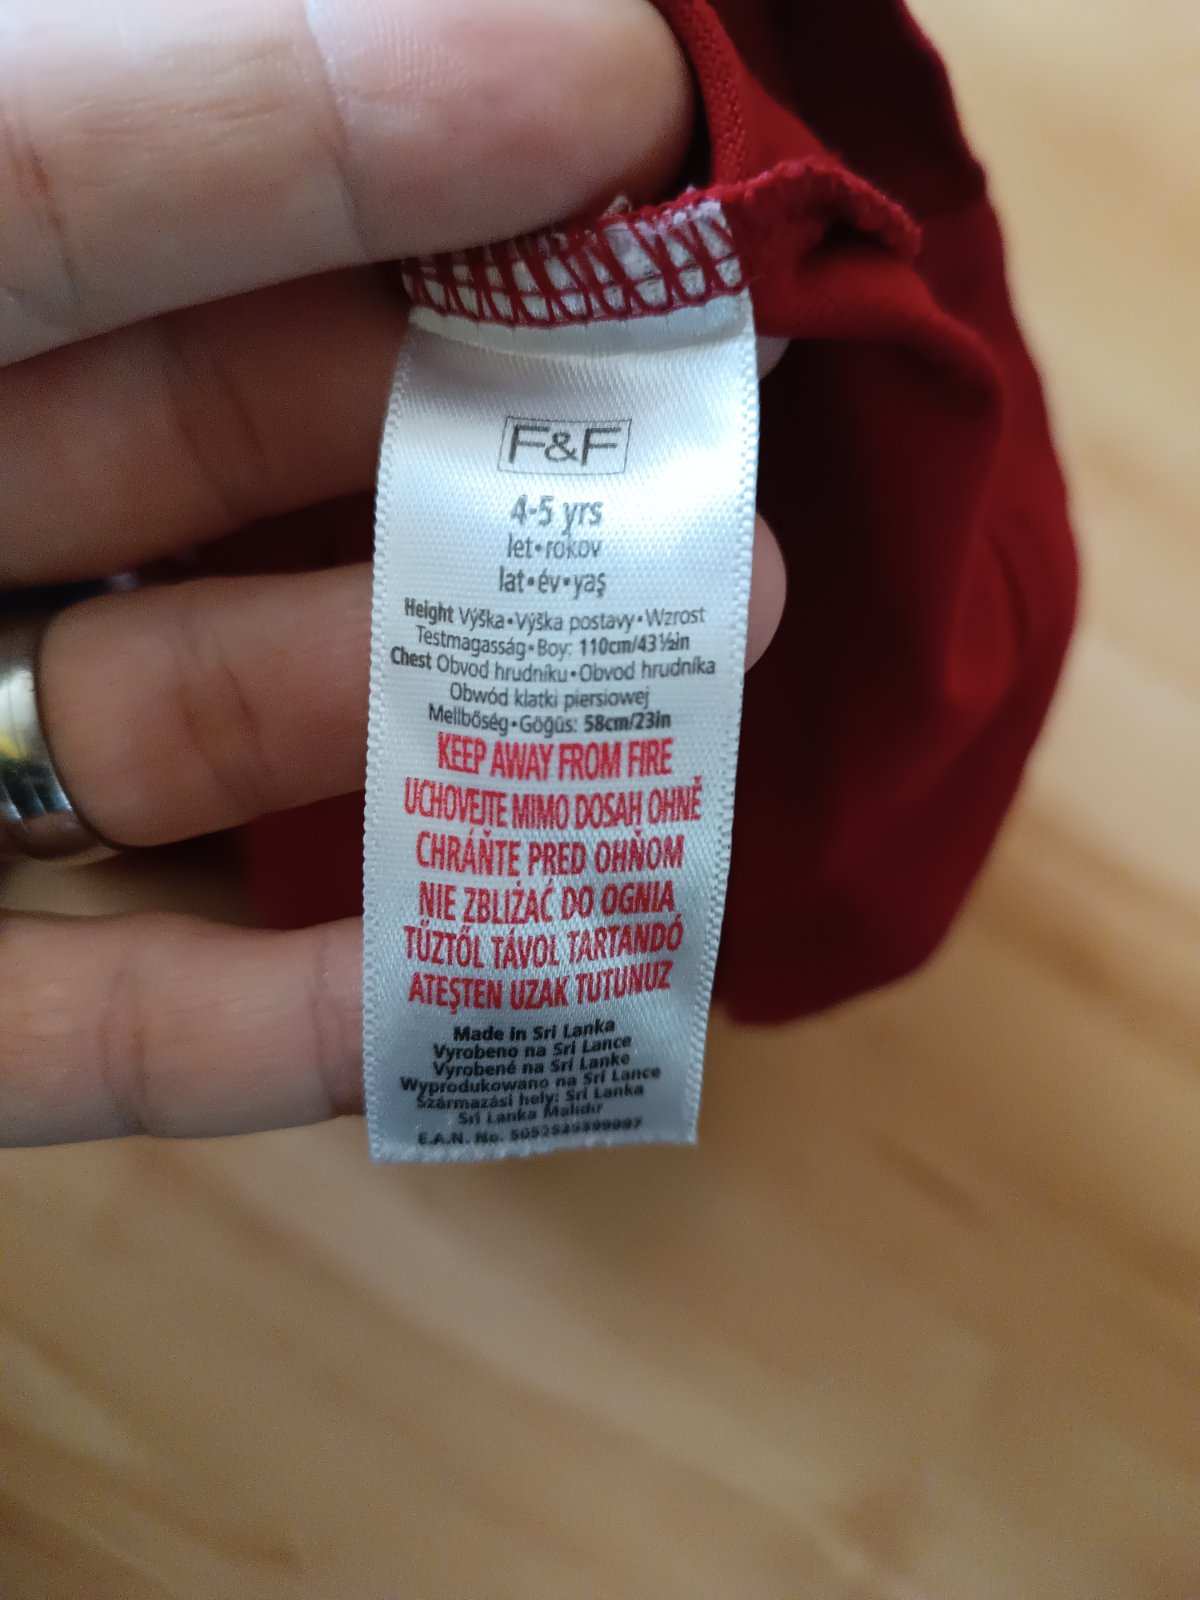 F&F
4-5 yrs
let•rokov
lat•év•yaş
Height Výška•Výška postavy•Wzrost
Testmagasság•Boy: 110cm/43½in
Chest Obvod hrudníku•Obvod hrudníka
Obwód klatki piersiowej
Mellbőség•Göğüs: 58cm/23in
KEEP AWAY FROM FIRE
UCHOVEJTE MIMO DOSAH OHNĚ
CHRÁŇTE PRED OHŇOM
NIE ZBLIŻAĆ DO OGNIA
TŰZTŐL TÁVOL TARTANDÓ
ATEŞTEN UZAK TUTUNUZ
Made in Sri Lanka
Vyrobeno na Srí Lance
Vyrobené na Srí Lanke
Wyprodukowano na Sri Lance
Származási hely: Sri Lanka
Sri Lanka Malıdır
E.A.N. No.